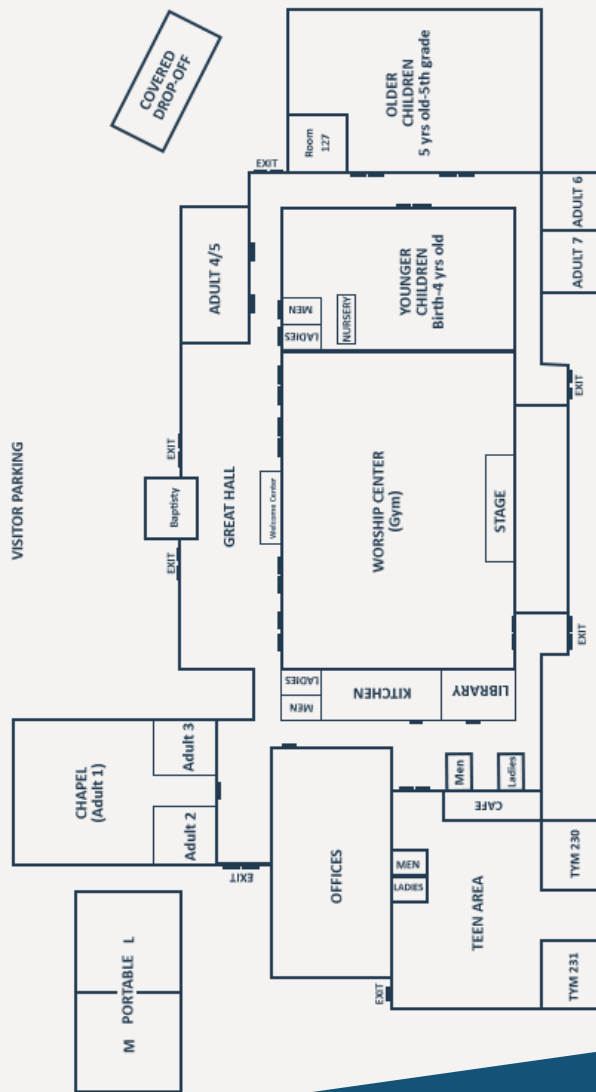 VISITOR PARKING
COVERED
DROP-OFF
M PORTABLE L
CHAPEL
(Adult 1)
Adult 2
Adult 3
EXIT
EXIT
Baptisty
EXIT
GREAT HALL
Welcome Center
ADULT 4/5
EXIT
Room
127
OLDER
CHILDREN
5 yrs old-5th grade
OFFICES
MEN
LADIES
KITCHEN
LIBRARY
WORSHIP CENTER
(Gym)
STAGE
LADIES
MEN
NURSERY
YOUNGER
CHILDREN
Birth-4 yrs old
EXIT
MEN
LADIES
TEEN AREA
Men
Ladies
CAFE
TYM 231
TYM 230
EXIT
EXIT
ADULT 7
ADULT 6